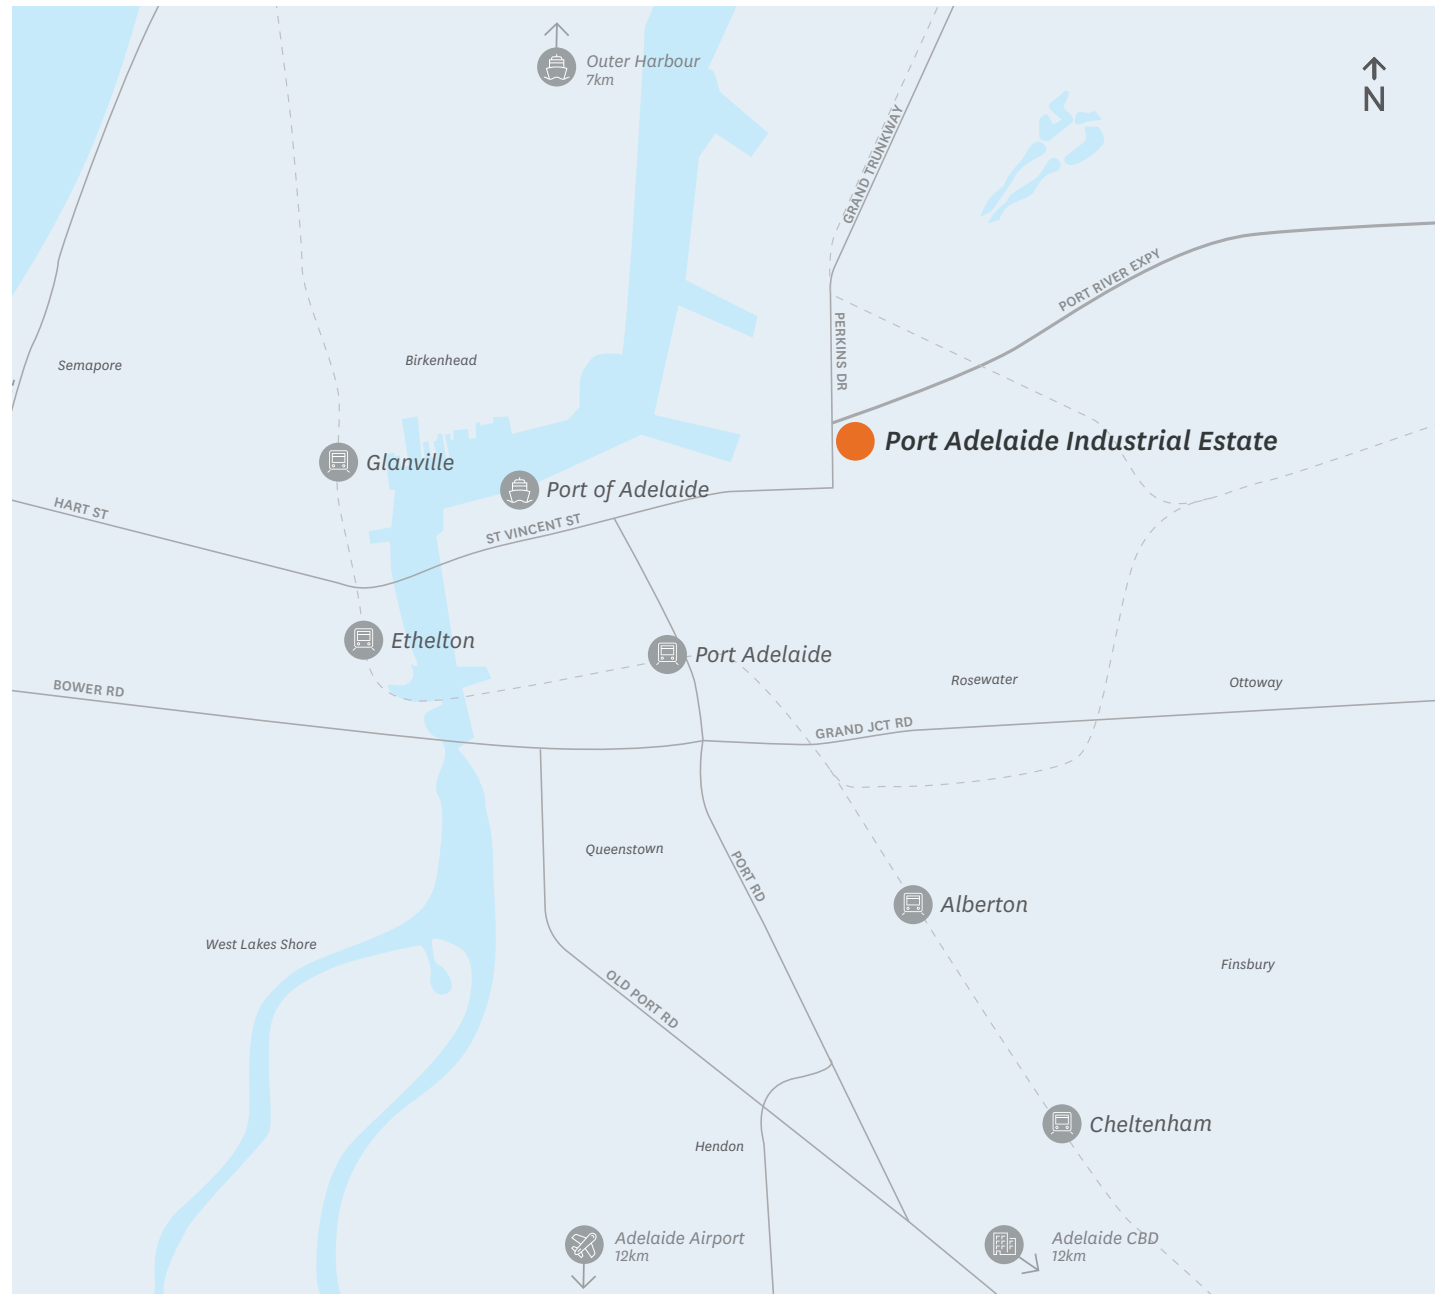 Outer Harbour
7km
N
GRAND TRUNKWAY
PORT RIVER EXPY
PERKINS DR
Semapore
Birkenhead
Port Adelaide Industrial Estate
Glanville
Port of Adelaide
HART ST
ST VINCENT ST
Ethelton
Port Adelaide
BOWER RD
Rosewater
Ottoway
GRAND JCT RD
Queenstown
PORT RD
Alberton
West Lakes Shore
Finsbury
OLD PORT RD
Cheltenham
Hendon
Adelaide Airport
12km
Adelaide CBD
12km